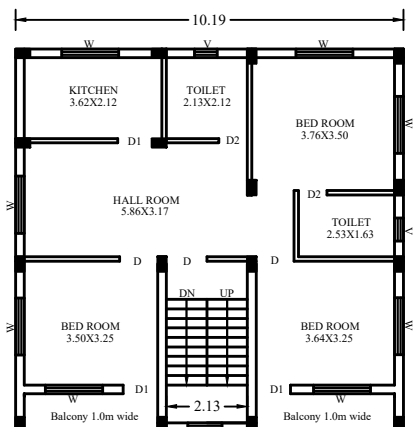 10.19
W
V
W
KITCHEN
3.62X2.12
TOILET
2.13X2.12
BED ROOM
3.76X3.50
W
D1
D2
W
HALL ROOM
5.86X3.17
D2
TOILET
2.53X1.63
V
D
D
D
DN
UP
W
BED ROOM
3.50X3.25
BED ROOM
3.64X3.25
W
W
D1
2.13
D1
W
Balcony 1.0m wide
Balcony 1.0m wide